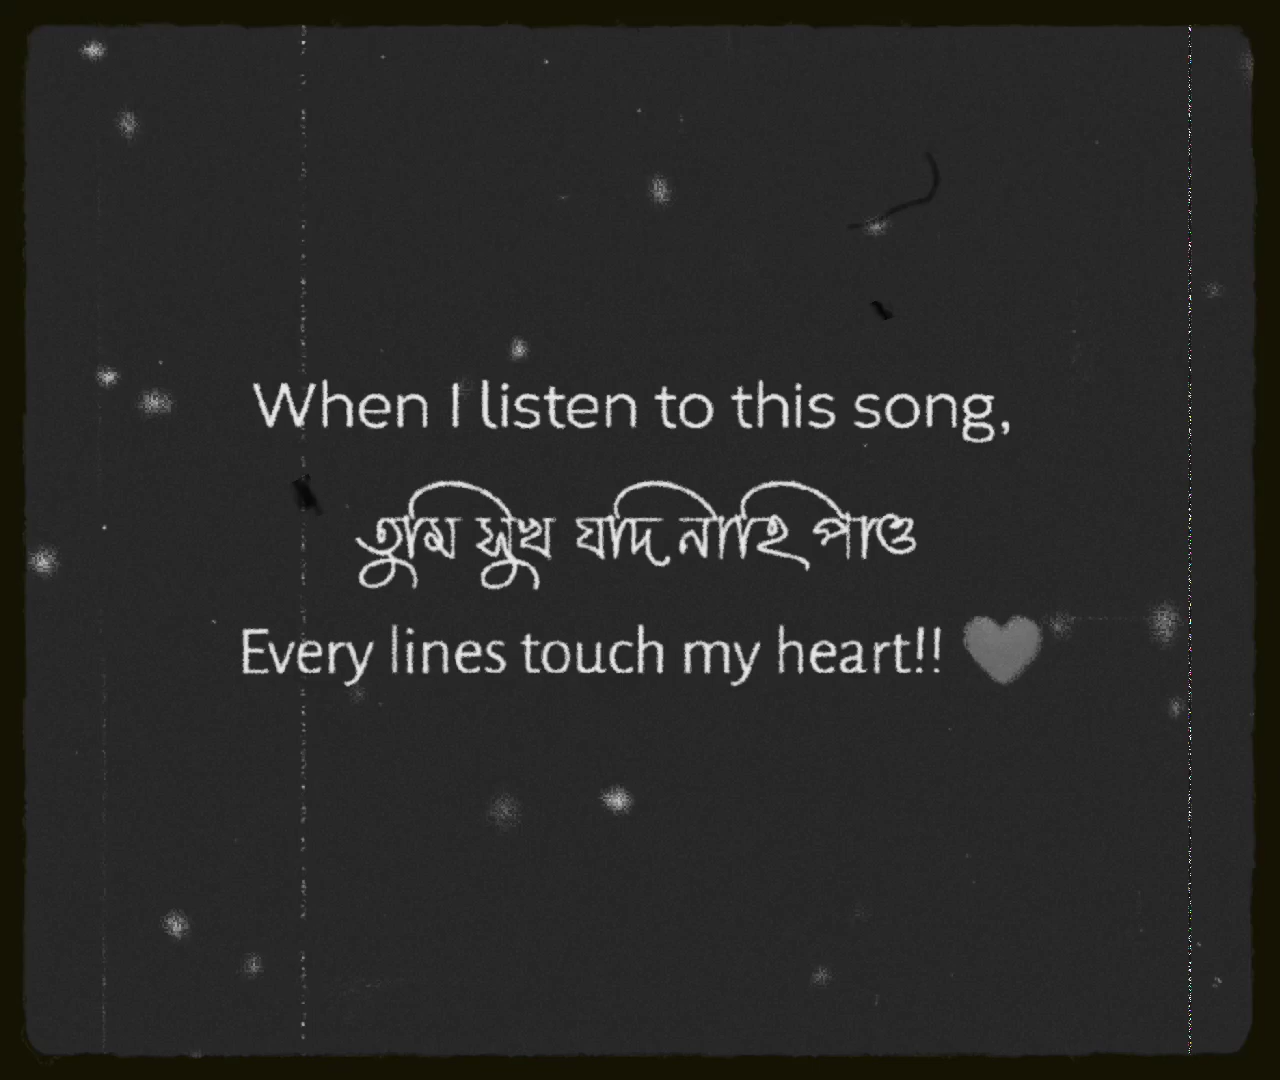 When I listen to this song,
তুমি সুখ যদি নাহি পাও
Every lines touch my heart!! 🩶